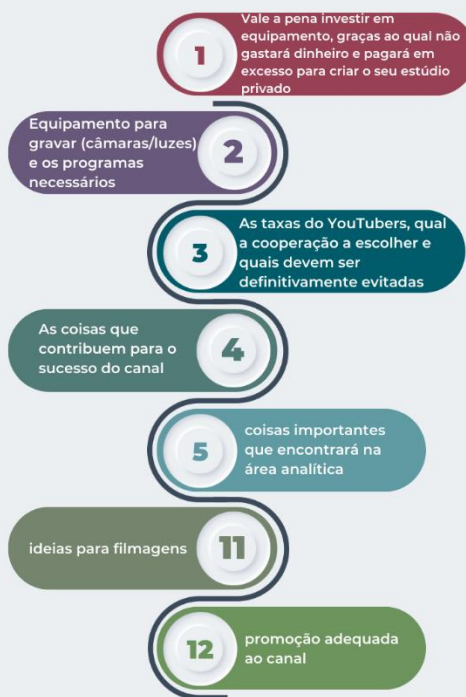 1
Vale a pena investir em
equipamento, graças ao qual não
gastará dinheiro e pagará em
excesso para criar o seu estúdio
privado
Equipamento para
gravar (câmaras/luzes)
e os programas
necessários
2
3
As taxas do YouTubers, qual
a cooperação a escolher e
quais devem ser
definitivamente evitadas
As coisas que
contribuem para o
sucesso do canal
4
5
coisas importantes
que encontrará na
área analítica
ideias para filmagens
11
12
promoção adequada
ao canal